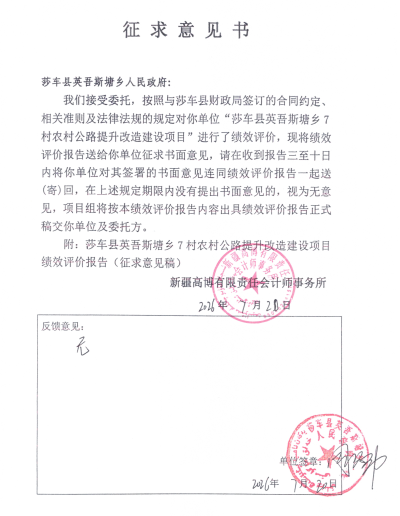 征求意见书
莎车县英吾斯塘乡人民政府:
我们接受委托，按照与莎车县财政局签订的合同约定、
相关准则及法律法规的规定对你单位“莎车县英吾斯塘乡 7
村农村公路提升改造建设项目”进行了绩效评价，现将绩效
评价报告送给你单位征求书面意见，请在收到报告三至十日
内将你单位对其签署的书面意见连同绩效评价报告一起送
(寄)回，在上述规定期限内没有提出书面意见的，视为无意
见，项目组将按本绩效评价报告内容出具绩效评价报告正式
稿交你单位及委托方。
附：莎车县英吾斯塘乡 7 村农村公路提升改造建设项目
绩效评价报告（征求意见稿）
新疆高博有限责任会计师事务所
2026年 7月28日
反馈意见：
无
单位签章：
2026年 7月30日